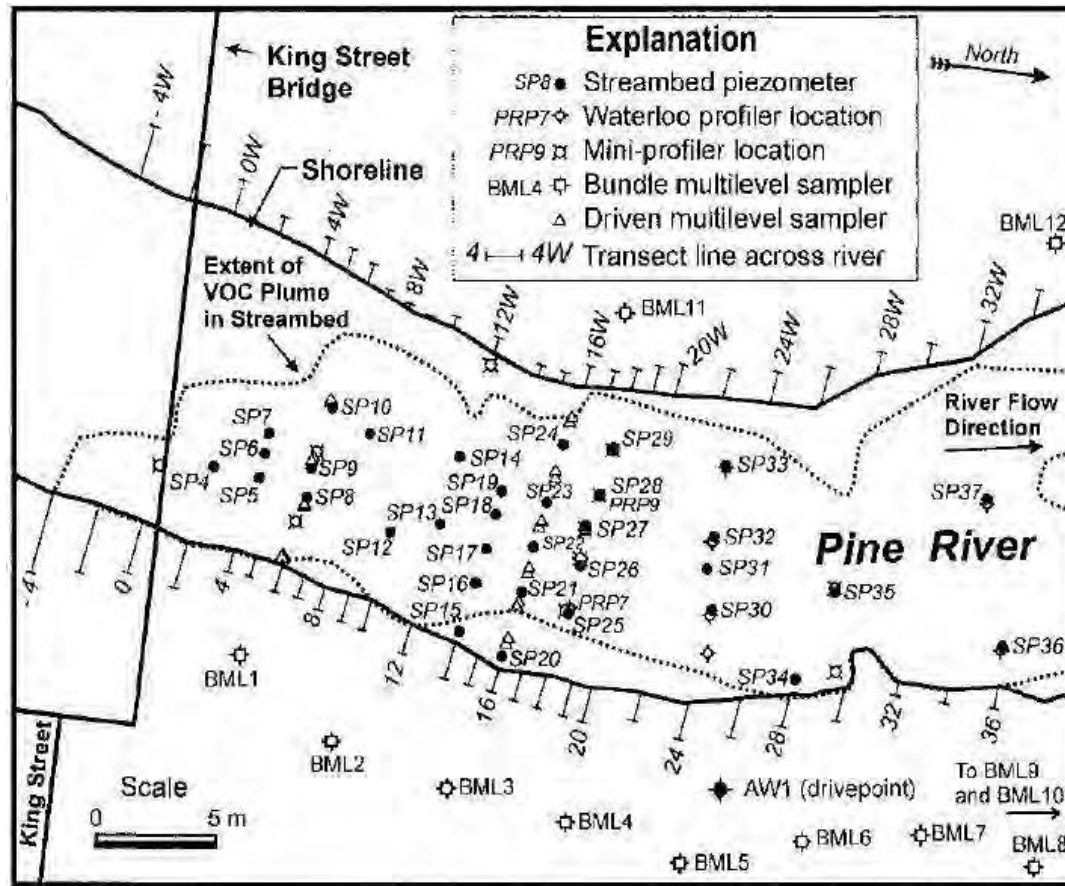 Explanation
SP8 Streambed piezometer
PRP7 Waterloo profiler location
PRP9 Mini-profiler location
BML4 Bundle multilevel sampler
Driven multilevel sampler
4 4W Transect line across river
North
King Street
Bridge
Shoreline
Extent of
VOC Plume
in Streambed
- 4W
0W
4W
8W
12W
16W
20W
24W
28W
32W
BML12
BML11
River Flow
Direction
Pine River
SP10
SP7
SP11
SP6
SP9
SP4
SP5
SP8
SP24
SP29
SP14
SP33
SP19
SP28
SP23
PRP9
SP37
SP18
SP13
SP27
SP12
SP32
SP22
SP17
SP26
SP31
SP16
SP21
SP35
PRP7
SP15
SP25
SP30
SP20
SP36
SP34
-4
0
4
8
12
16
20
24
28
32
36
BML1
BML2
BML3
BML4
BML5
BML6
BML7
BML8
AW1 (drivepoint)
To BML9
and BML10
King Street
Scale
0 5 m